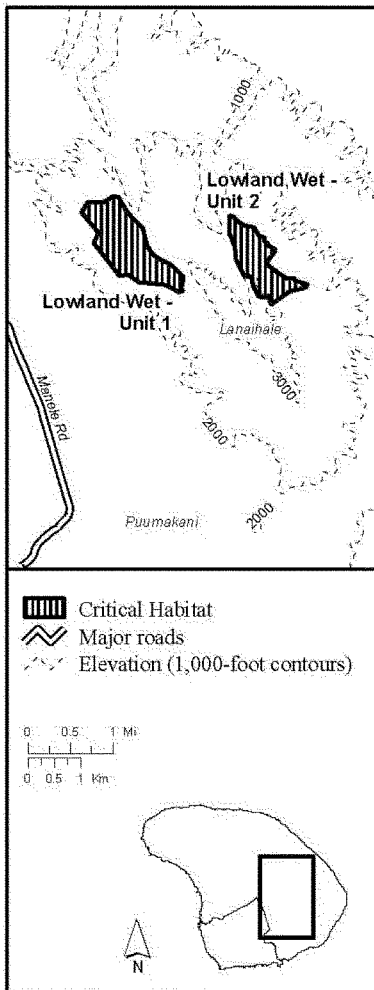 1000
Lowland Wet -
Unit 2
Lowland Wet -
Unit 1
Lanaihale
Manele Rd
3000
2000
2000
Puumakani
Critical Habitat
Major roads
Elevation (1,000-foot contours)
0 0.5 1 Mi
0 0.5 1 Km
N